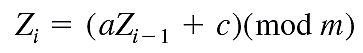 Zᵢ = (aZᵢ₋₁ + c)(mod m)